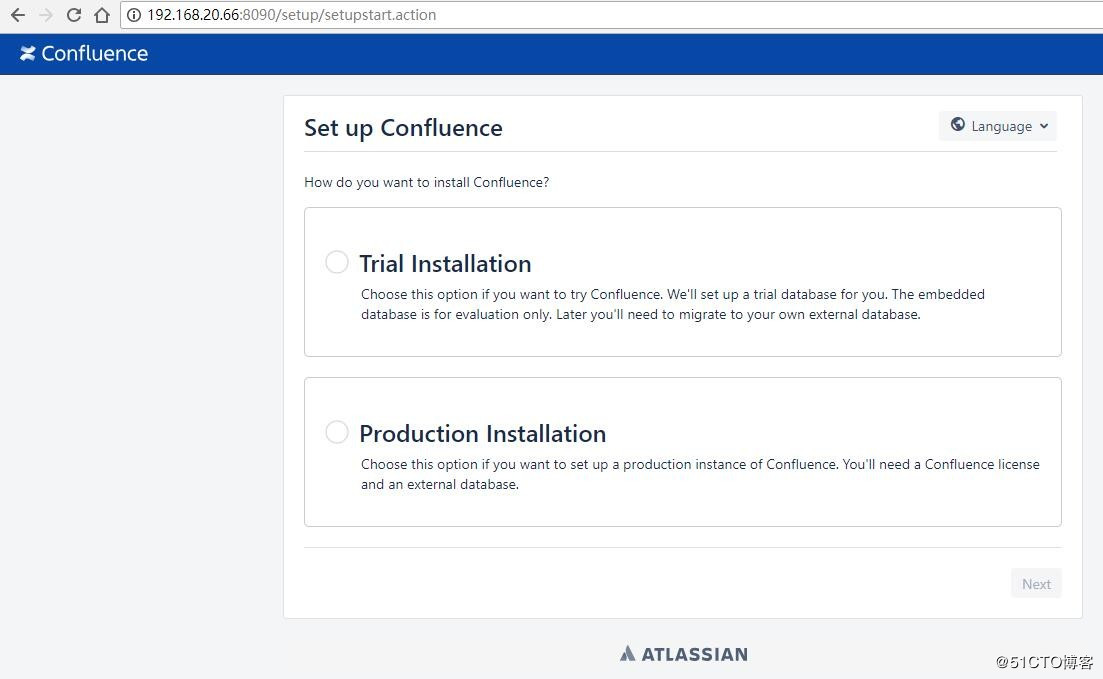 192.168.20.66:8090/setup/setupstart.action
Confluence
Set up Confluence
Language
How do you want to install Confluence?
Trial Installation
Choose this option if you want to try Confluence. We'll set up a trial database for you. The embedded
database is for evaluation only. Later you'll need to migrate to your own external database.
Production Installation
Choose this option if you want to set up a production instance of Confluence. You'll need a Confluence license
and an external database.
Next
ATLASSIAN
@51CTO博客